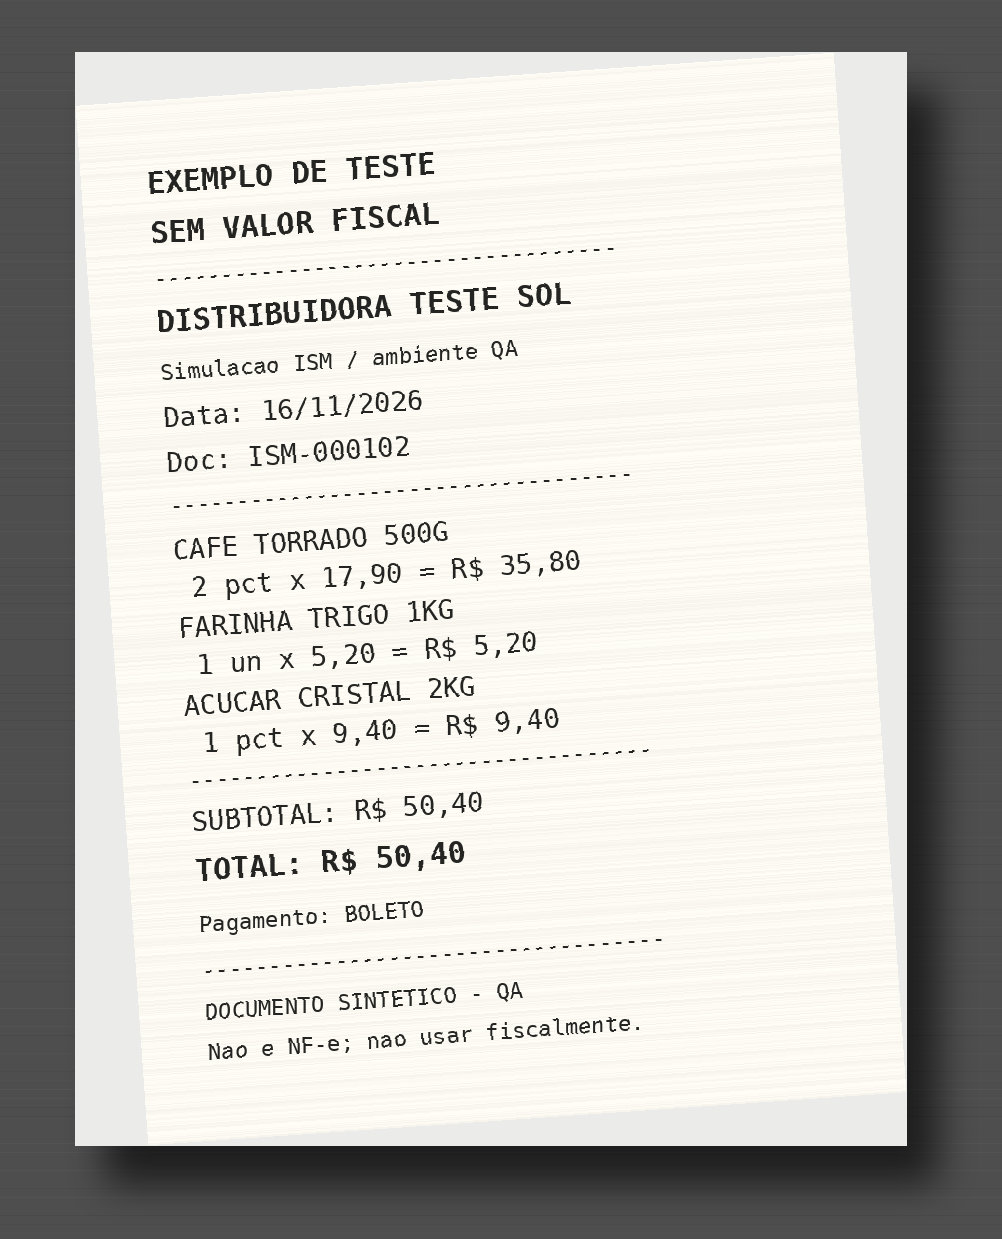 EXEMPLO DE TESTE
SEM VALOR FISCAL
-----------------------------------
DISTRIBUIDORA TESTE SOL
Simulacao ISM / ambiente QA
Data: 16/11/2026
Doc: ISM-000102
-----------------------------------
CAFE TORRADO 500G
2 pct x 17,90 = R$ 35,80
FARINHA TRIGO 1KG
1 un x 5,20 = R$ 5,20
ACUCAR CRISTAL 2KG
1 pct x 9,40 = R$ 9,40
-----------------------------------
SUBTOTAL: R$ 50,40
TOTAL: R$ 50,40
Pagamento: BOLETO
-----------------------------------
DOCUMENTO SINTETICO - QA
Nao e NF-e; nao usar fiscalmente.